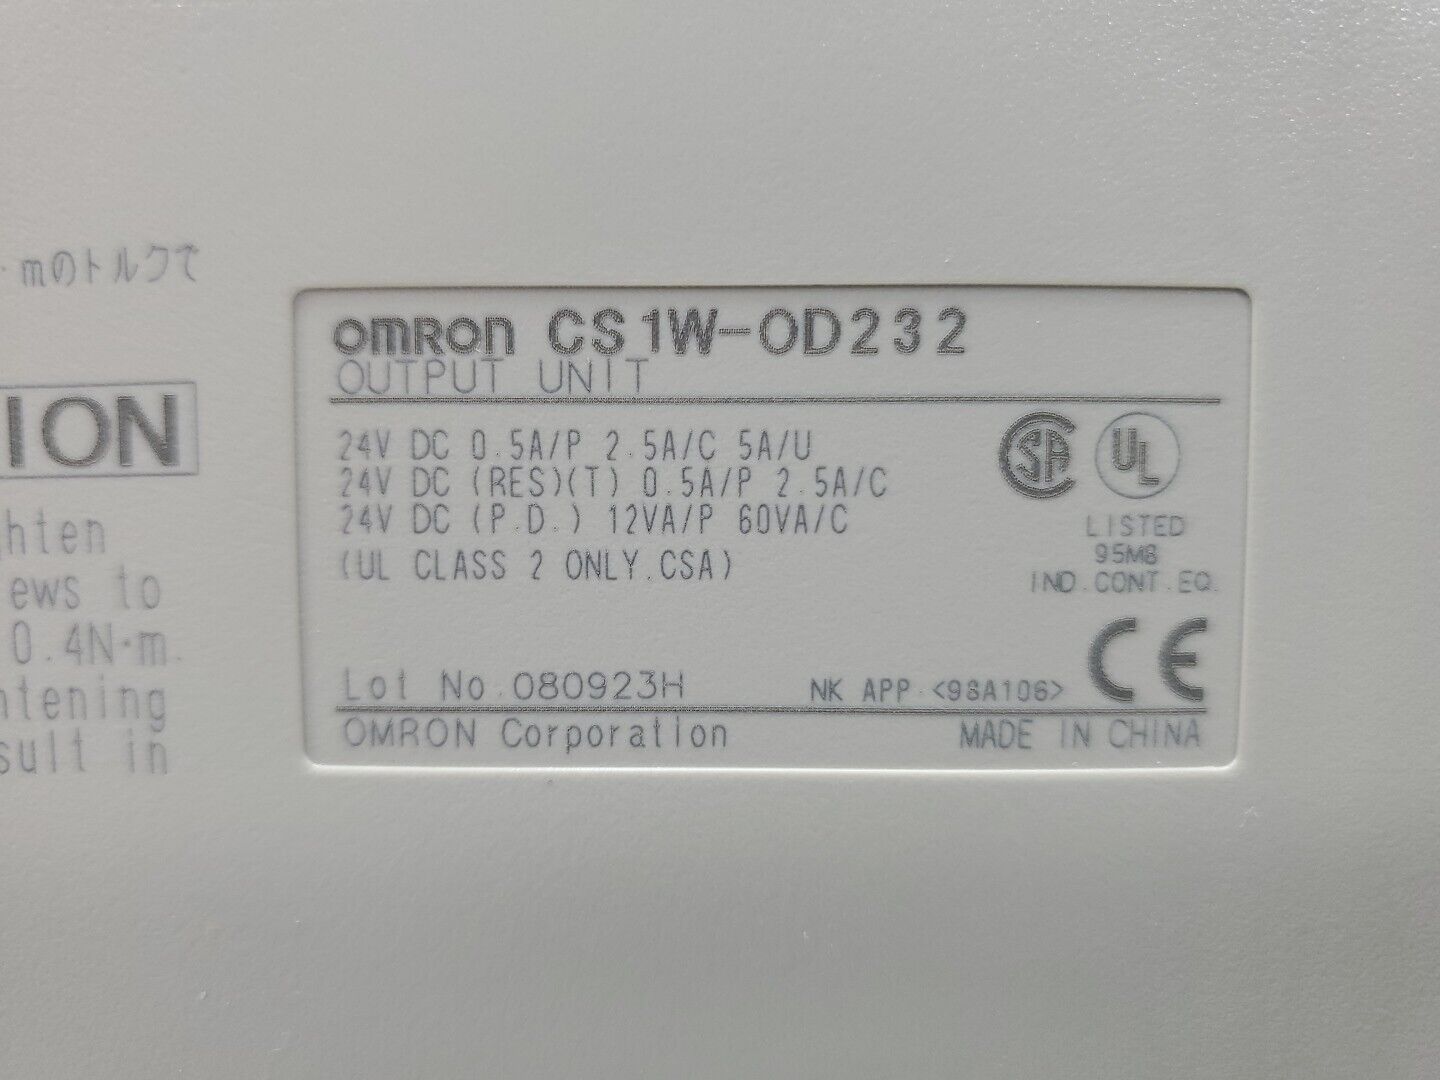 ·mのトルクで
ION
hten
ews to
0.4N·m.
ntening
sult in
omron CS1W-OD232
OUTPUT UNIT
24V DC 0.5A/P 2.5A/C 5A/U
24V DC (RES)(T) 0.5A/P 2.5A/C
24V DC (P.D.) 12VA/P 60VA/C
(UL CLASS 2 ONLY.CSA)
SA UL
LISTED
95M8
IND.CONT.EQ.
CE
Lot No.080923H NK APP.<98A106>
OMRON Corporation MADE IN CHINA